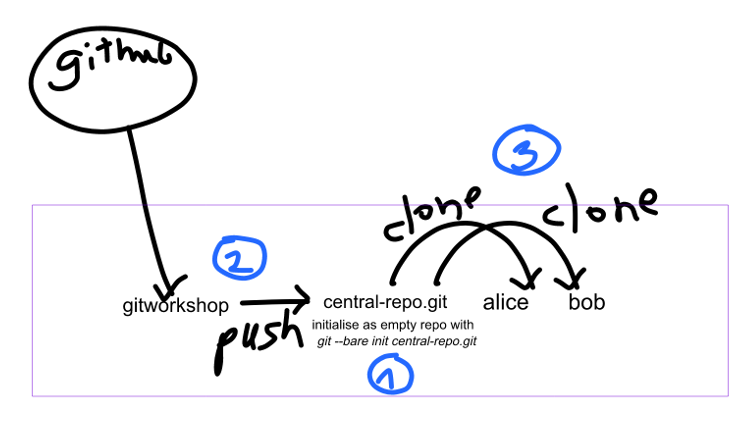 github
3
clone
clone
2
gitworkshop
push
central-repo.git
initialise as empty repo with
git --bare init central-repo.git
alice
bob
1